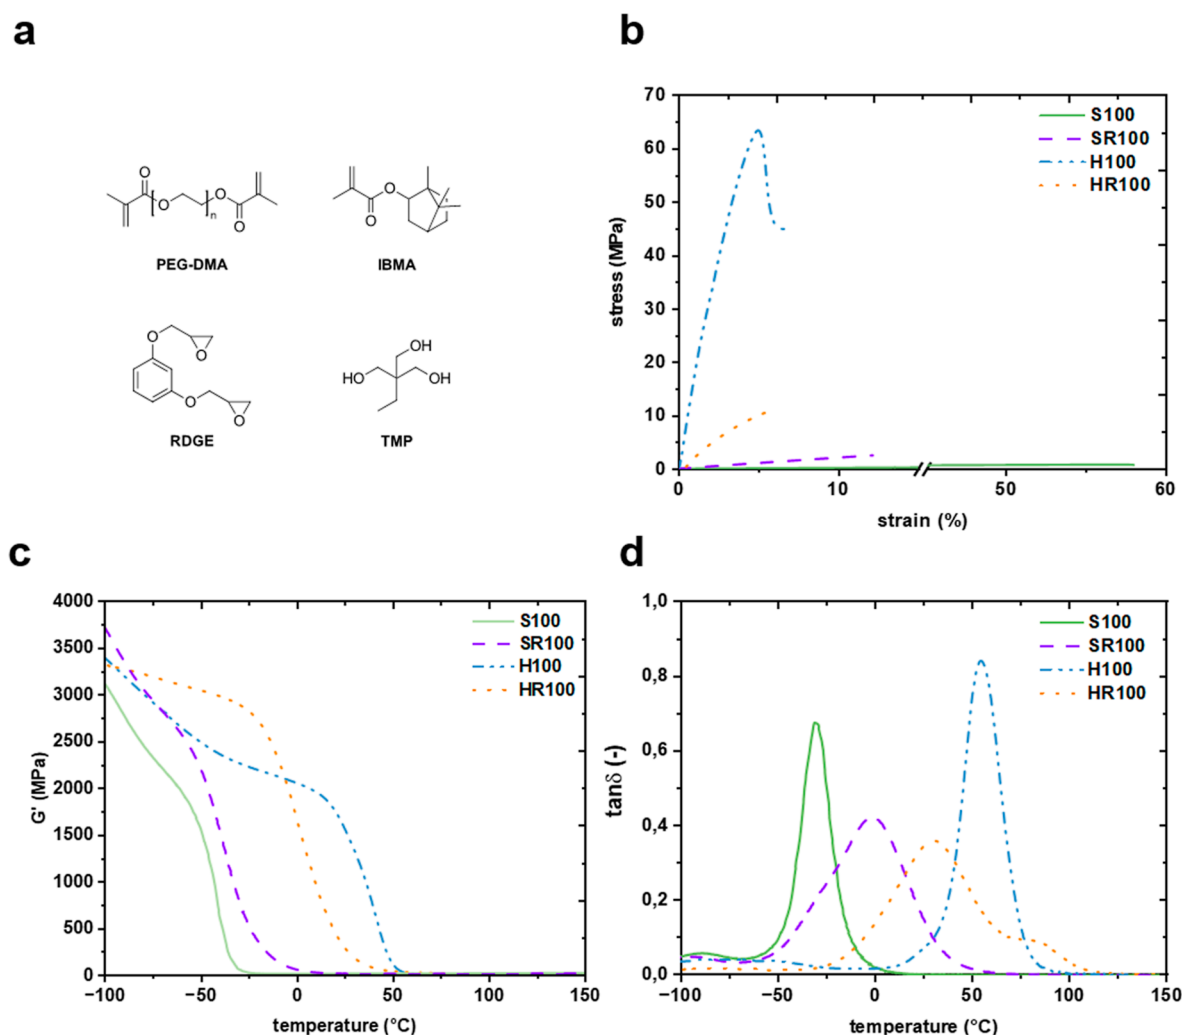 a
O
O
O
n
O
O
PEG-DMA
O
O
IBMA
O
O
O
O
RDGE
OH
HO
OH
TMP
b
70
60
50
40
30
20
10
0
stress (MPa)
S100
SR100
H100
HR100
0
10
50
60
strain (%)
c
4000
3500
3000
2500
2000
1500
1000
500
0
G' (MPa)
S100
SR100
H100
HR100
−100
−50
0
50
100
150
temperature (°C)
d
1,0
0,8
0,6
0,4
0,2
0,0
tanδ (-)
S100
SR100
H100
HR100
−100
−50
0
50
100
150
temperature (°C)